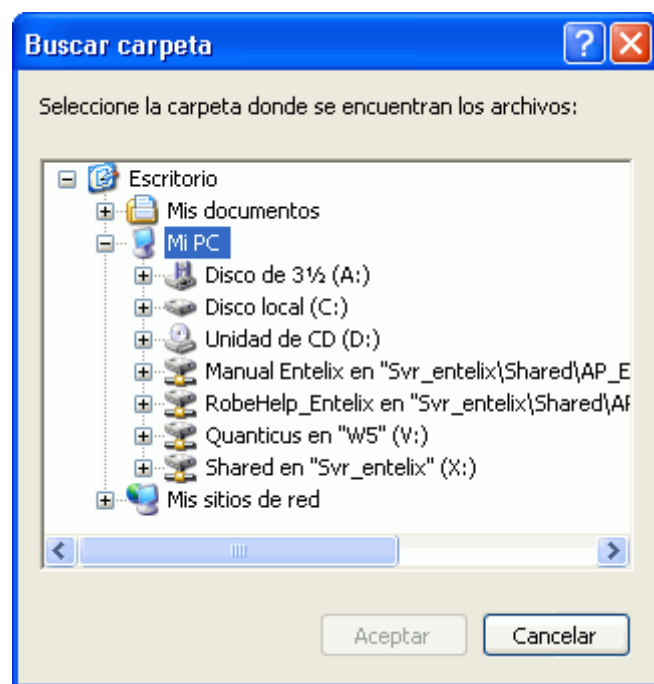 Buscar carpeta
Seleccione la carpeta donde se encuentran los archivos:
Escritorio
Mis documentos
Mi PC
Disco de 3½ (A:)
Disco local (C:)
Unidad de CD (D:)
Manual Entelix en "Svr_entelix\Shared\AP_E
RobeHelp_Entelix en "Svr_entelix\Shared\AP
Quanticus en "W5" (V:)
Shared en "Svr_entelix" (X:)
Mis sitios de red
Aceptar Cancelar